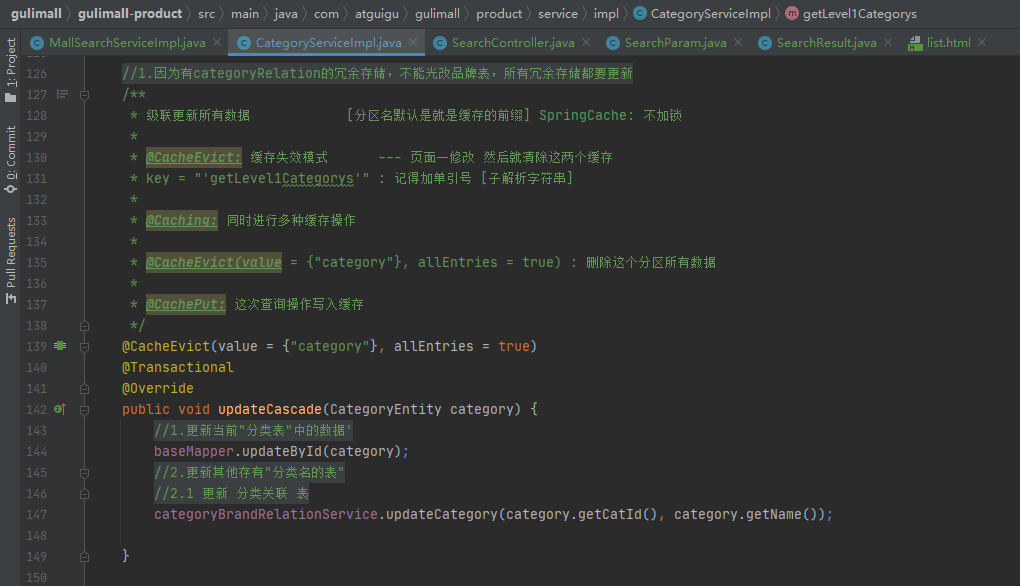 gulimall gulimall-product src main java com atguigu gulimall product service impl CategoryServiceImpl getLevel1Categorys
MallSearchServiceImpl.java CategoryServiceImpl.java SearchController.java SearchParam.java SearchResult.java list.html
1: Project
0: Commit
Pull Requests
126 //1.因为有categoryRelation的冗余存储，不能光改品牌表，所有冗余存储都要更新
127 /**
128 * 级联更新所有数据 [分区名默认是就是缓存的前缀] SpringCache: 不加锁
129 *
130 * @CacheEvict: 缓存失效模式 --- 页面一修改 然后就清除这两个缓存
131 * key = "'getLevel1Categorys'" : 记得加单引号 [子解析字符串]
132 *
133 * @Caching: 同时进行多种缓存操作
134 *
135 * @CacheEvict(value = {"category"}, allEntries = true) : 删除这个分区所有数据
136 *
137 * @CachePut: 这次查询操作写入缓存
138 */
139 @CacheEvict(value = {"category"}, allEntries = true)
140 @Transactional
141 @Override
142 public void updateCascade(CategoryEntity category) {
143 //1.更新当前"分类表"中的数据'
144 baseMapper.updateById(category);
145 //2.更新其他存有"分类名的表"
146 //2.1 更新 分类关联 表
147 categoryBrandRelationService.updateCategory(category.getCatId(), category.getName());
148
149 }
150